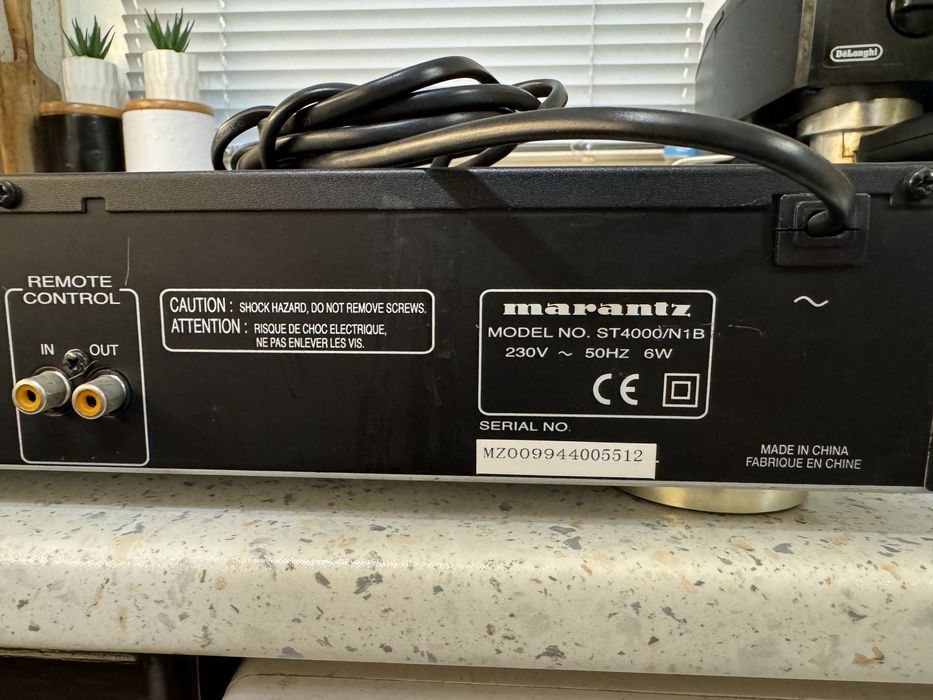 DeLonghi
REMOTE
CONTROL
IN OUT
CAUTION : SHOCK HAZARD, DO NOT REMOVE SCREWS.
ATTENTION : RISQUE DE CHOC ELECTRIQUE,
NE PAS ENLEVER LES VIS.
marantz
MODEL NO. ST4000/N1B
230V ~ 50HZ 6W
CE
SERIAL NO.
MZ009944005512
~
MADE IN CHINA
FABRIQUE EN CHINE